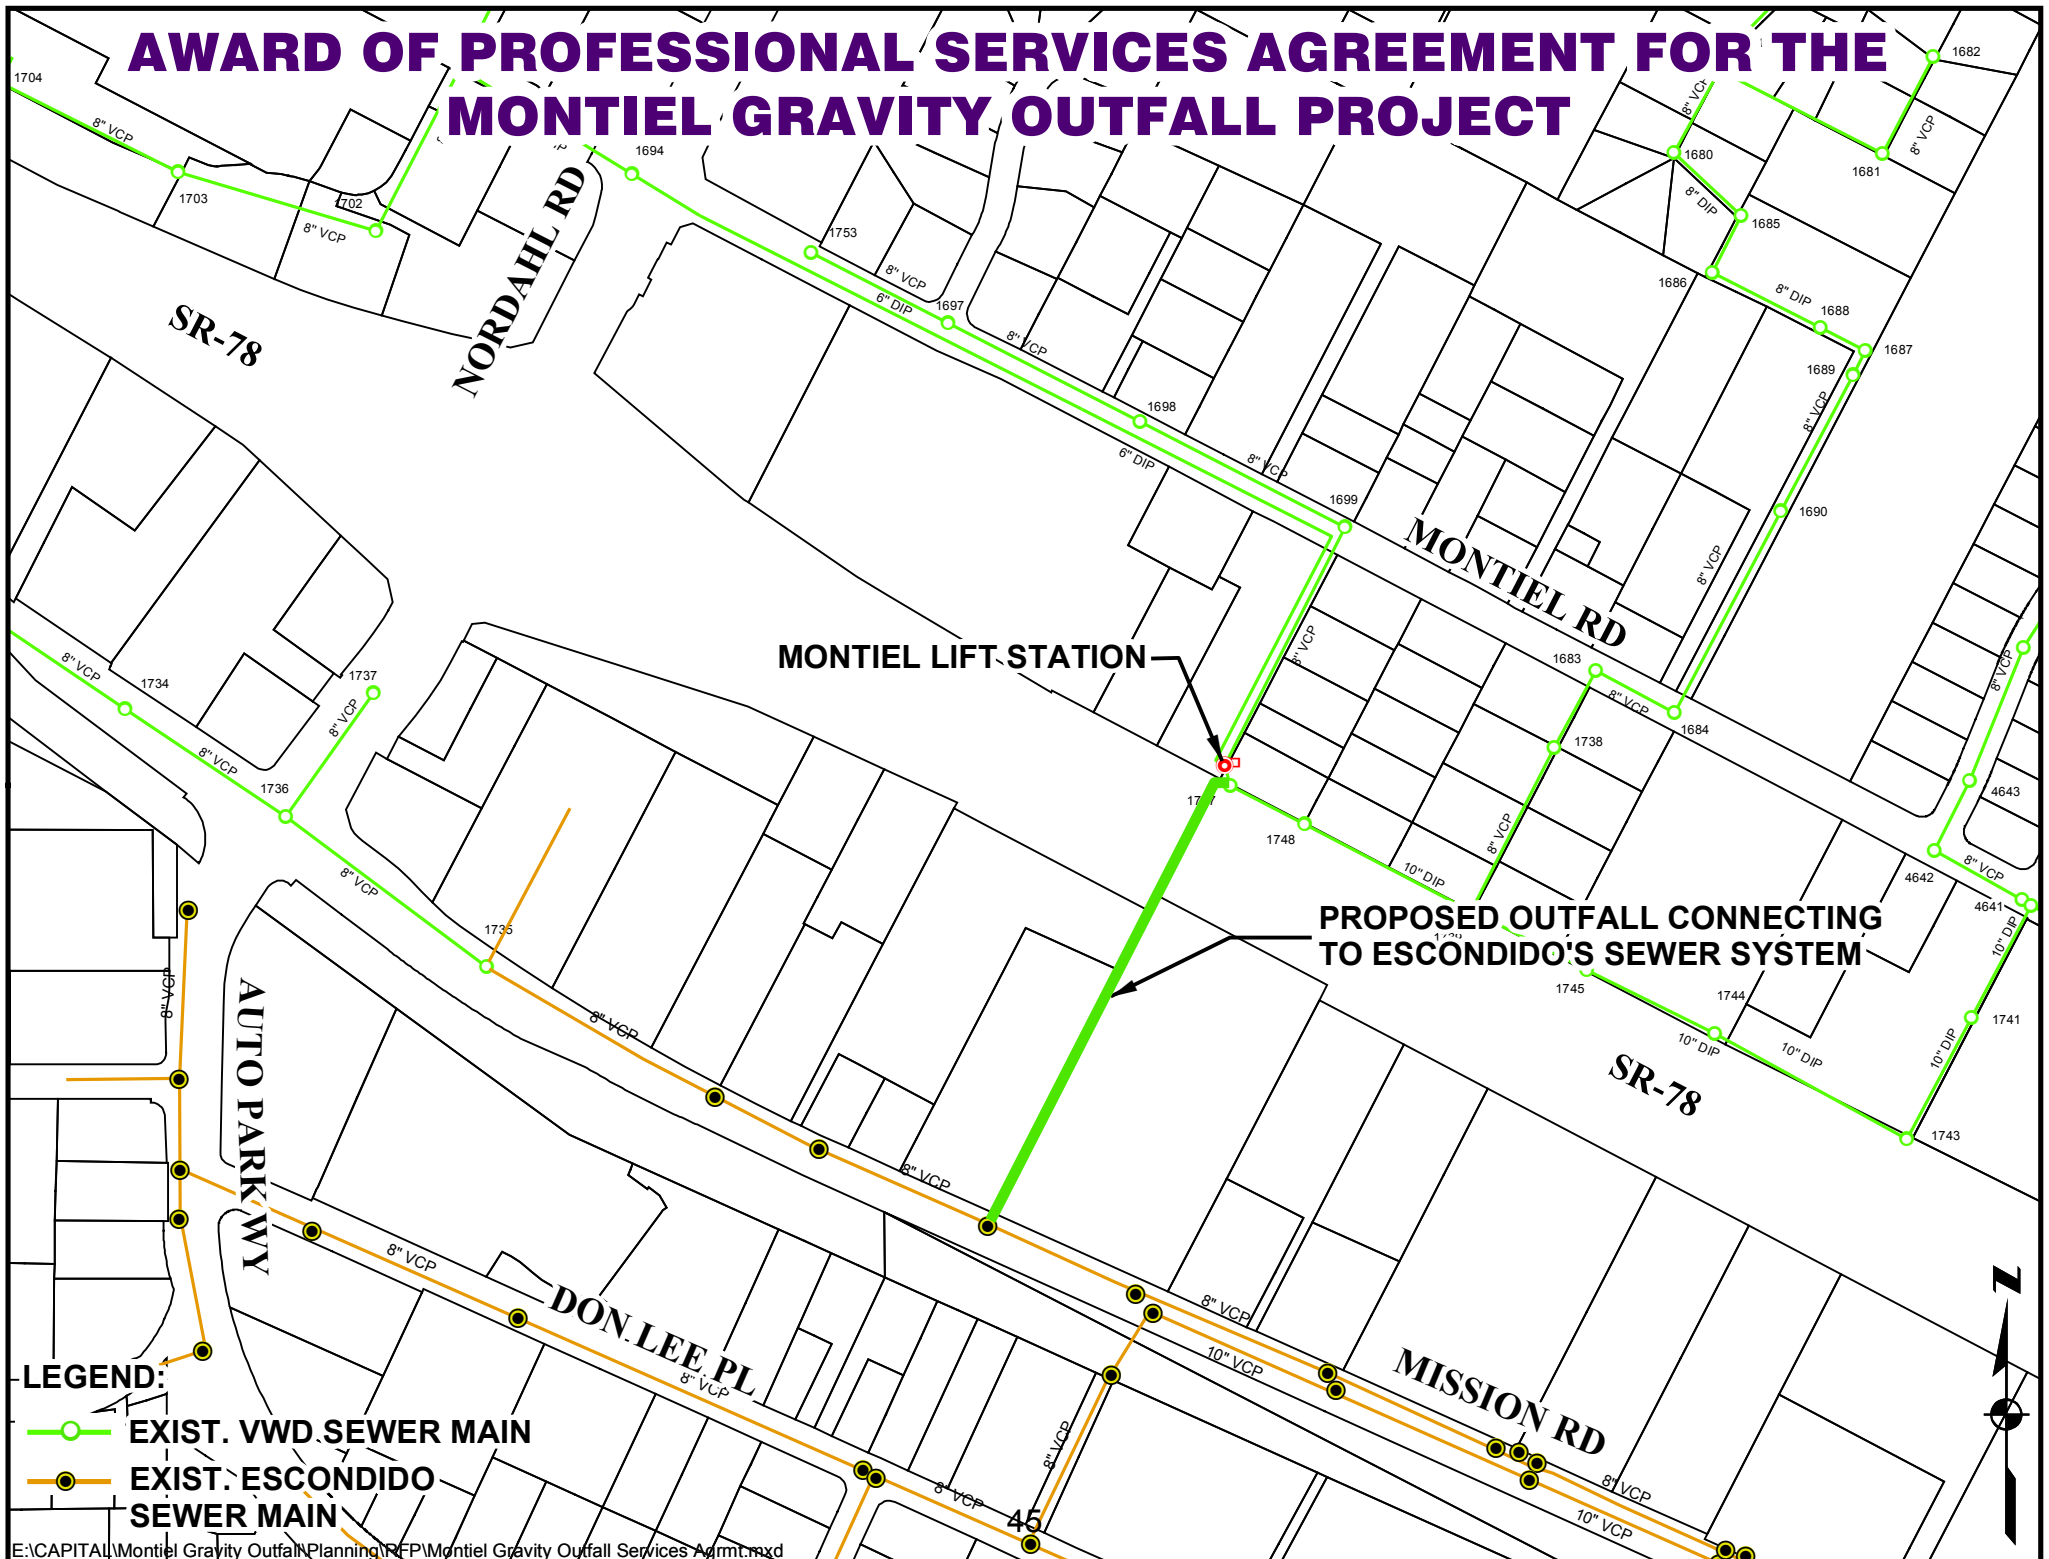 AWARD OF PROFESSIONAL SERVICES AGREEMENT FOR THE
MONTIEL GRAVITY OUTFALL PROJECT
1704
8" VCP
1703
1702
8" VCP
1694
NORDAHL RD
SR-78
1753
8" VCP
6" DIP
1697
8" VCP
1698
6" DIP
8" VCP
1699
MONTIEL RD
1682
8" VCP
1681
8" VCP
1680
8" DIP
1685
1686
8" DIP
1688
1687
1689
8" VCP
1690
8" VCP
8" VCP
MONTIEL LIFT STATION
1683
8" VCP
1684
1738
8" VCP
8" VCP
4643
4642
8" VCP
4641
10" DIP
1741
10" DIP
1743
1748
10" DIP
PROPOSED OUTFALL CONNECTING
TO ESCONDIDO'S SEWER SYSTEM
1745
1744
10" DIP
10" DIP
SR-78
8" VCP
1734
1737
8" VCP
8" VCP
1736
8" VCP
1735
8" VCP
8" VCP
AUTO PARK WY
8" VCP
8" VCP
DON LEE PL
8" VCP
8" VCP
10" VCP
MISSION RD
8" VCP
8" VCP
8" VCP
10" VCP
45
LEGEND:
EXIST. VWD SEWER MAIN
EXIST. ESCONDIDO
SEWER MAIN
E:\CAPITAL\Montiel Gravity Outfall\Planning\RFP\Montiel Gravity Outfall Services Agrmt.mxd
N